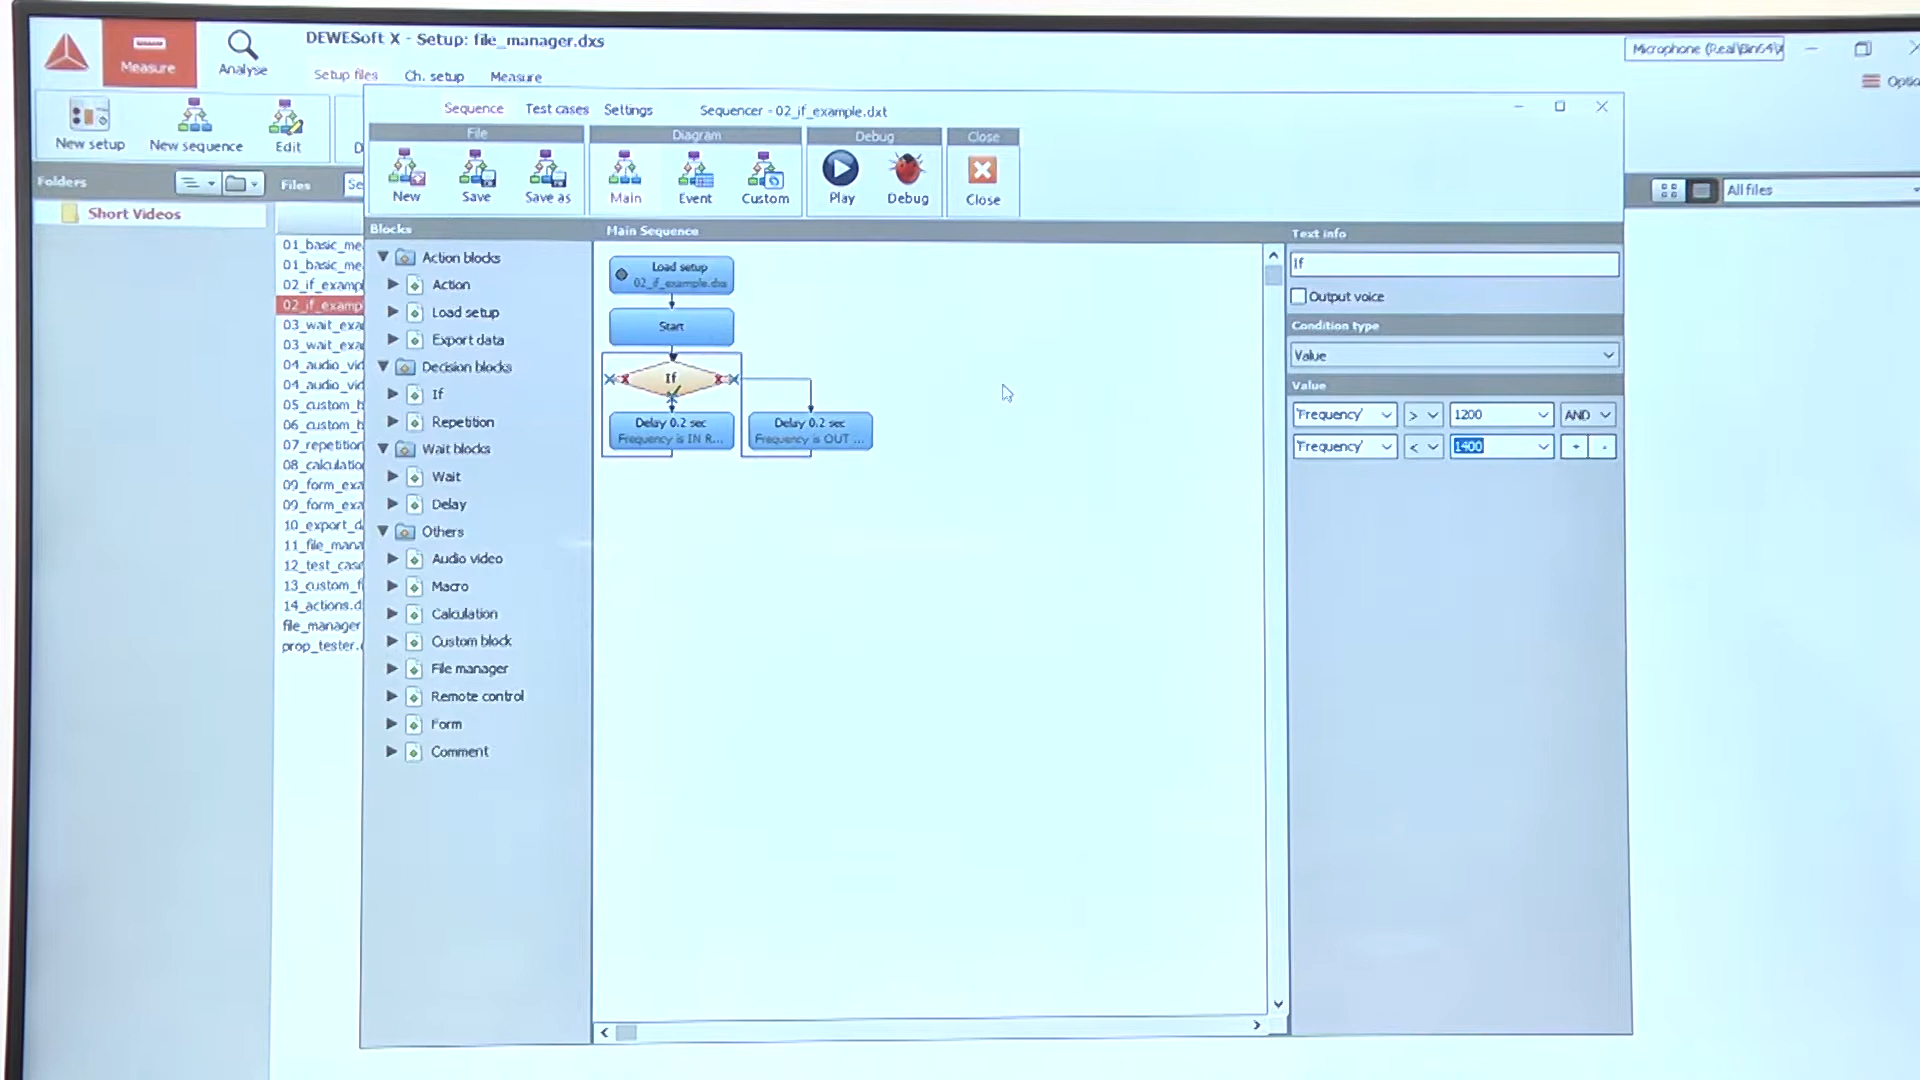 DEWESoft X - Setup: file_manager.dxs
Measure
Analyse
Setup files
Ch. setup
Measure
New setup
New sequence
Edit
Folders
Files
Short Videos
Microphone
Optio
All files
01_basic_me
01_basic_me
02_if_examp
02_if_examp
03_wait_exa
03_wait_exa
04_audio_vid
04_audio_vid
05_custom_b
06_custom_b
07_repetition
08_calculatio
09_form_exa
09_form_exa
10_export_d
11_file_mana
12_test_case
13_custom_f
14_actions.d
file_manager
prop_tester.
Sequence
Test cases
Settings
Sequencer - 02_if_example.dxt
File
Diagram
Debug
Close
New
Save
Save as
Main
Event
Custom
Play
Debug
Close
Blocks
Action blocks
Action
Load setup
Export data
Decision blocks
If
Repetition
Wait blocks
Wait
Delay
Others
Audio video
Macro
Calculation
Custom block
File manager
Remote control
Form
Comment
Main Sequence
Load setup
02_if_example.dxs
Start
If
Delay 0.2 sec
Frequency is IN R...
Delay 0.2 sec
Frequency is OUT ...
Text info
If
Output voice
Condition type
Value
Value
'Frequency' > 1200 AND
'Frequency' < 1400 + -